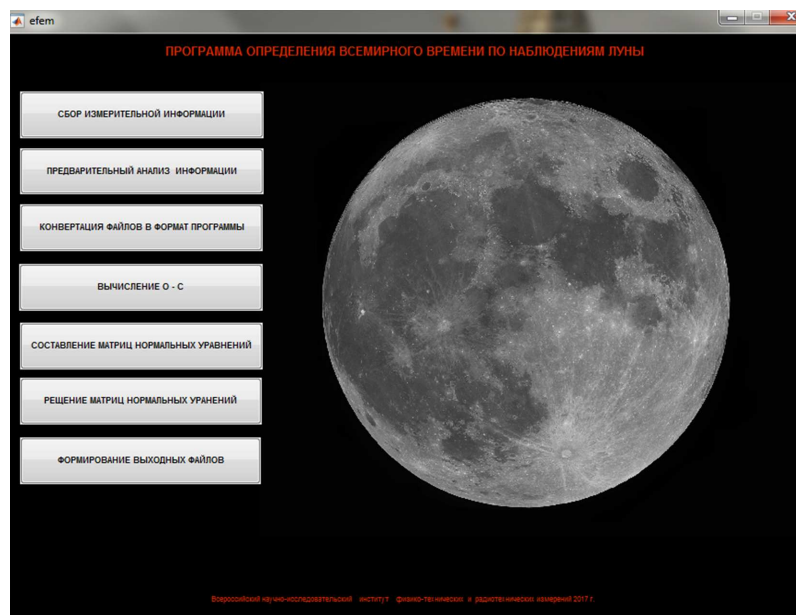 efem
ПРОГРАММА ОПРЕДЕЛЕНИЯ ВСЕМИРНОГО ВРЕМЕНИ ПО НАБЛЮДЕНИЯМ ЛУНЫ
СБОР ИЗМЕРИТЕЛЬНОЙ ИНФОРМАЦИИ
ПРЕДВАРИТЕЛЬНЫЙ АНАЛИЗ ИНФОРМАЦИИ
КОНВЕРТАЦИЯ ФАЙЛОВ В ФОРМАТ ПРОГРАММЫ
ВЫЧИСЛЕНИЕ О - С
СОСТАВЛЕНИЕ МАТРИЦ НОРМАЛЬНЫХ УРАВНЕНИЙ
РЕЩЕНИЕ МАТРИЦ НОРМАЛЬНЫХ УРАНЕНИЙ
ФОРМИРОВАНИЕ ВЫХОДНЫХ ФАЙЛОВ
Всероссийский научно-исследовательский институт физико-технических и радиотехнических измерений 2017 г.